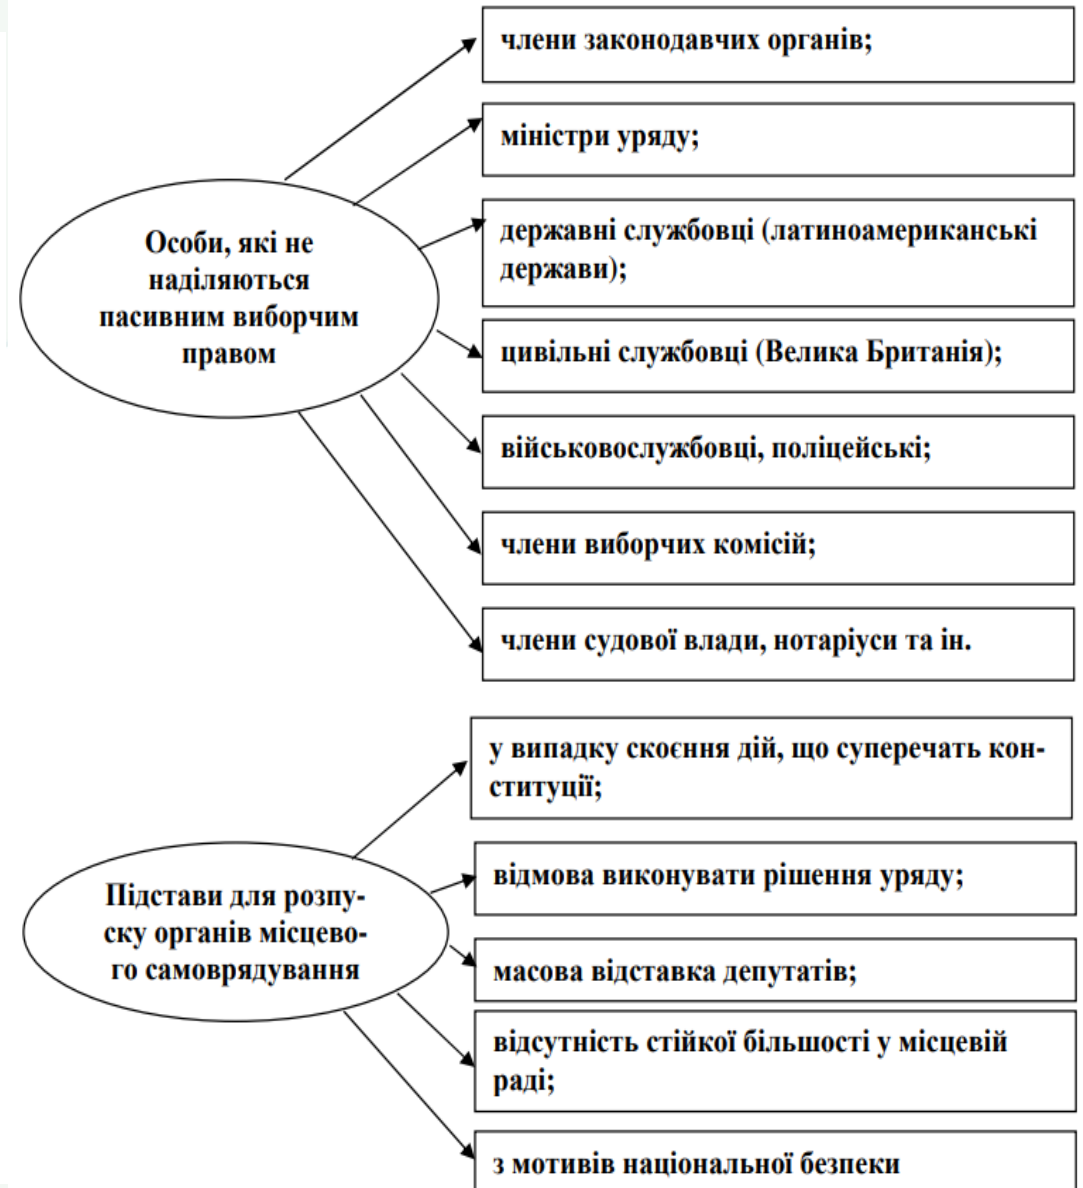 Особи, які не
наділяються
пасивним виборчим
правом
члени законодавчих органів;
міністри уряду;
державні службовці (латиноамериканські
держави);
цивільні службовці (Велика Британія);
військовослужбовці, поліцейські;
члени виборчих комісій;
члени судової влади, нотаріуси та ін.
Підстави для розпу-
ску органів місцево-
го самоврядування
у випадку скоєння дій, що суперечать кон-
ституції;
відмова виконувати рішення уряду;
масова відставка депутатів;
відсутність стійкої більшості у місцевій
раді;
з мотивів національної безпеки